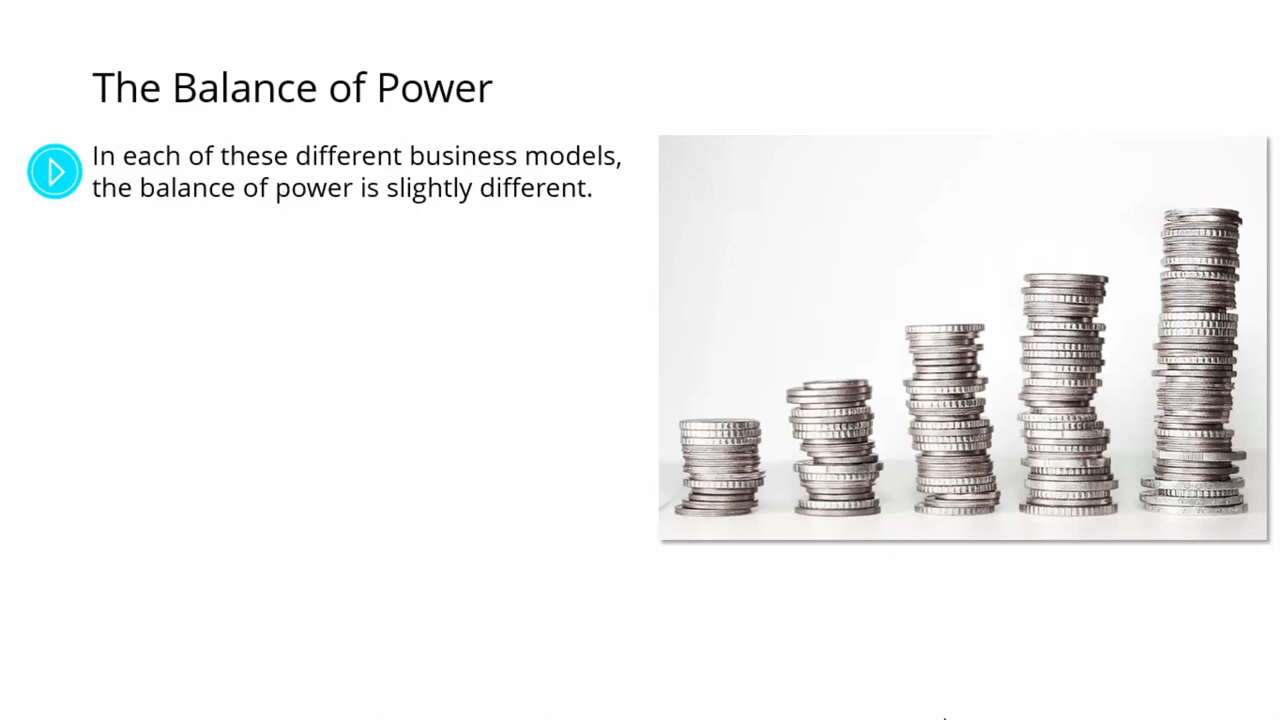 The Balance of Power
In each of these different business models,
the balance of power is slightly different.